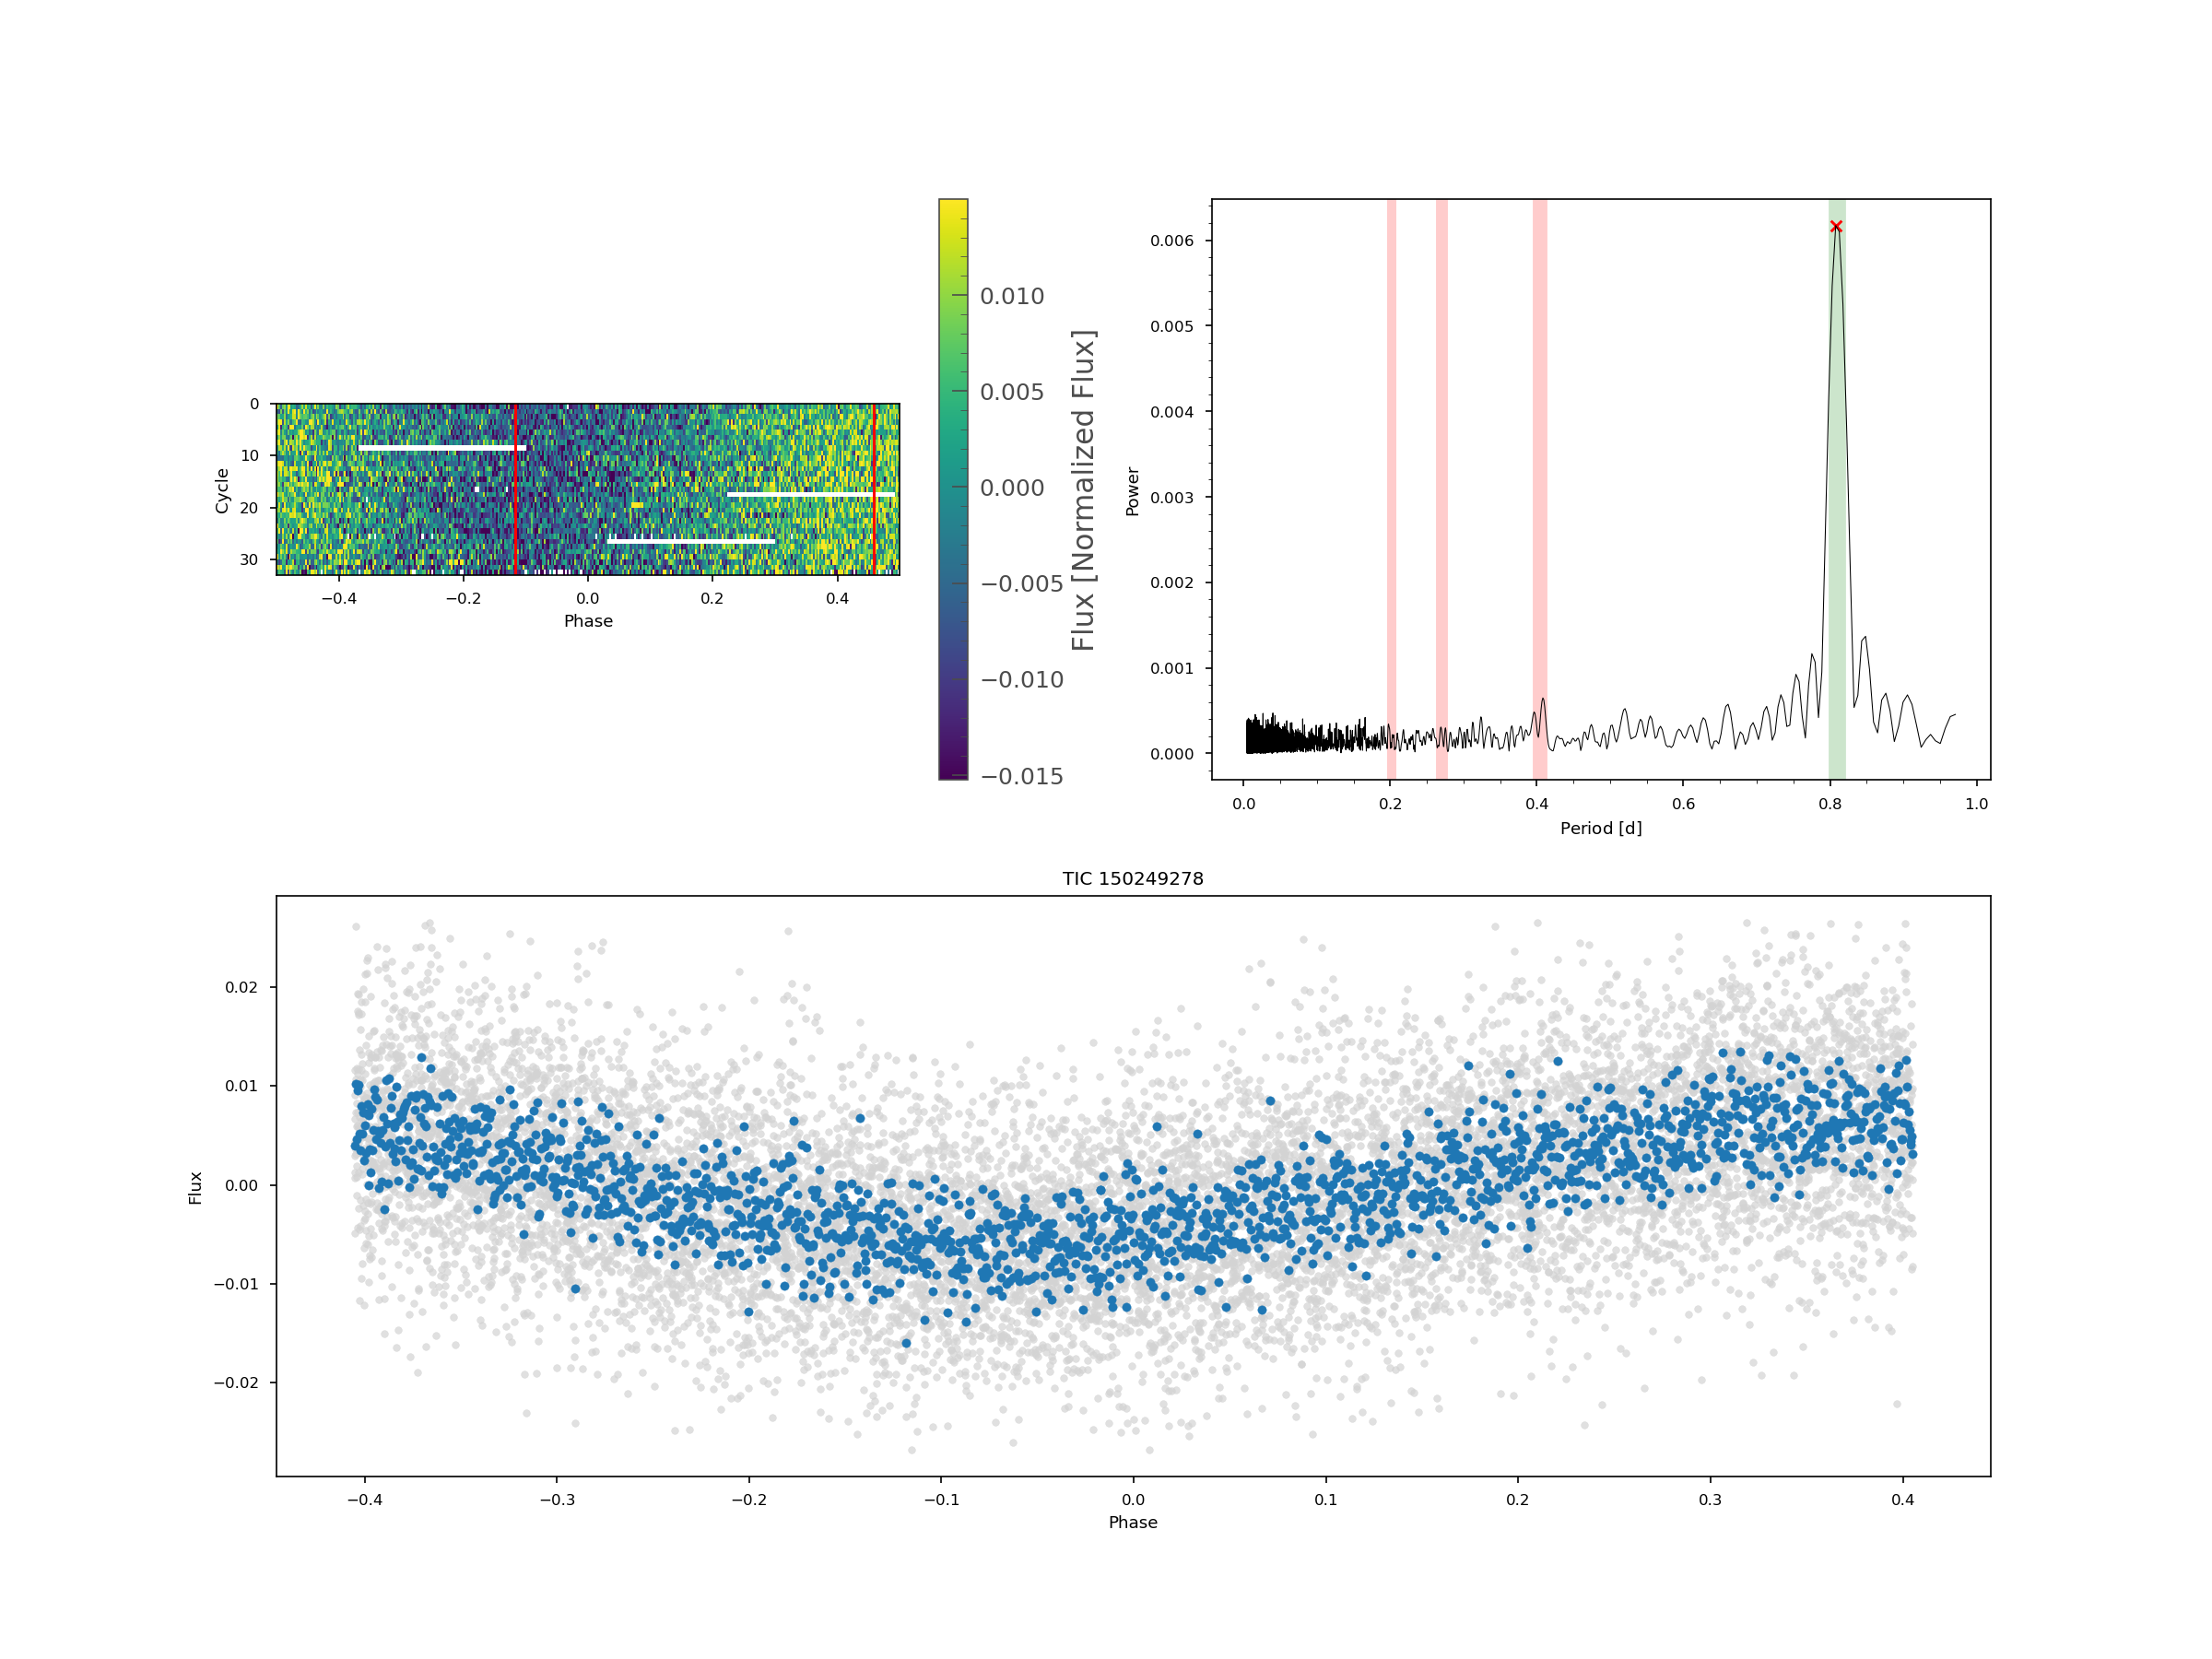 0
10
20
30
Cycle
−0.4 −0.2 0.0 0.2 0.4
Phase
0.010
0.005
0.000
−0.005
−0.010
−0.015
Flux [Normalized Flux]
0.006
0.005
0.004
0.003
0.002
0.001
0.000
Power
0.0 0.2 0.4 0.6 0.8 1.0
Period [d]
TIC 150249278
0.02
0.01
0.00
−0.01
−0.02
Flux
−0.4 −0.3 −0.2 −0.1 0.0 0.1 0.2 0.3 0.4
Phase